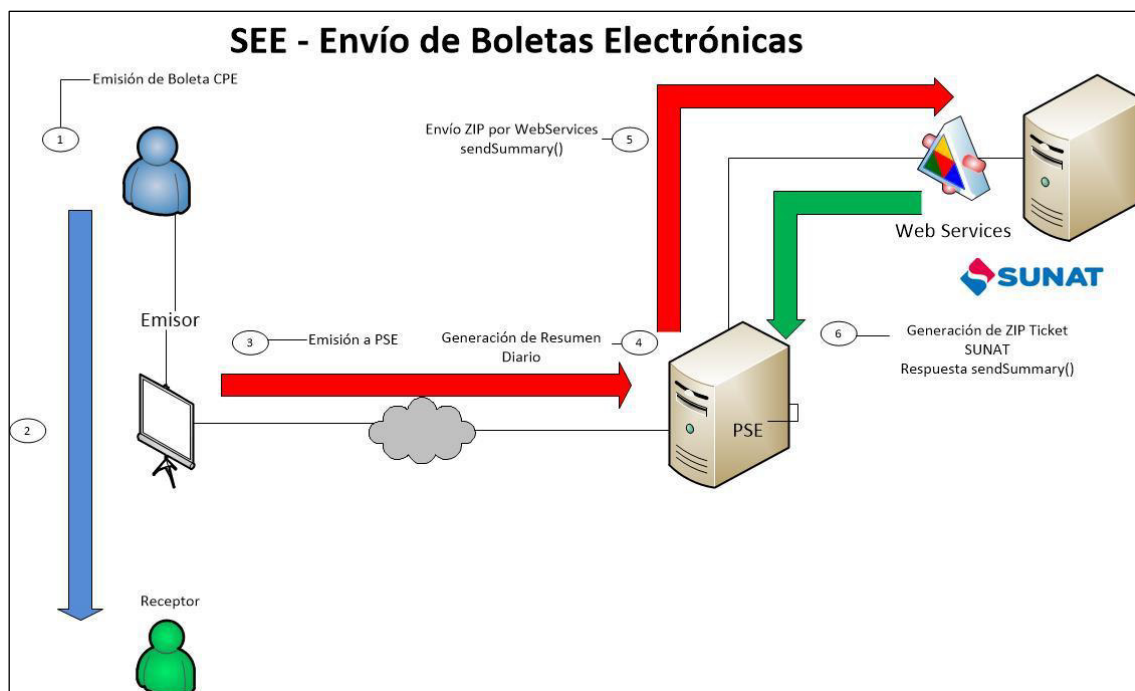 SEE - Envío de Boletas Electrónicas
Emisión de Boleta CPE
1
Envío ZIP por WebServices
sendSummary()
5
Web Services
SUNAT
Emisor
3
Emisión a PSE
Generación de Resumen
Diario
4
6
Generación de ZIP Ticket
SUNAT
Respuesta sendSummary()
2
PSE
Receptor